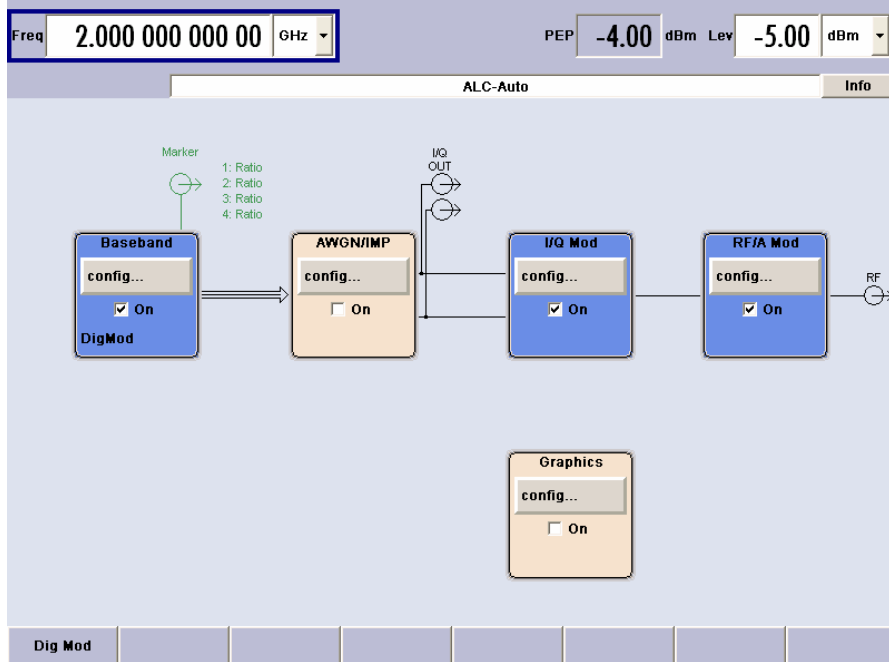 Freq 2.000 000 000 00 GHz PEP -4.00 dBm Lev -5.00 dBm
ALC-Auto Info
Marker
1: Ratio
2: Ratio
3: Ratio
4: Ratio
I/Q
OUT
Baseband
config...
On
DigMod
AWGN/IMP
config...
On
I/Q Mod
config...
On
RF/A Mod
config...
On
RF
Graphics
config...
On
Dig Mod